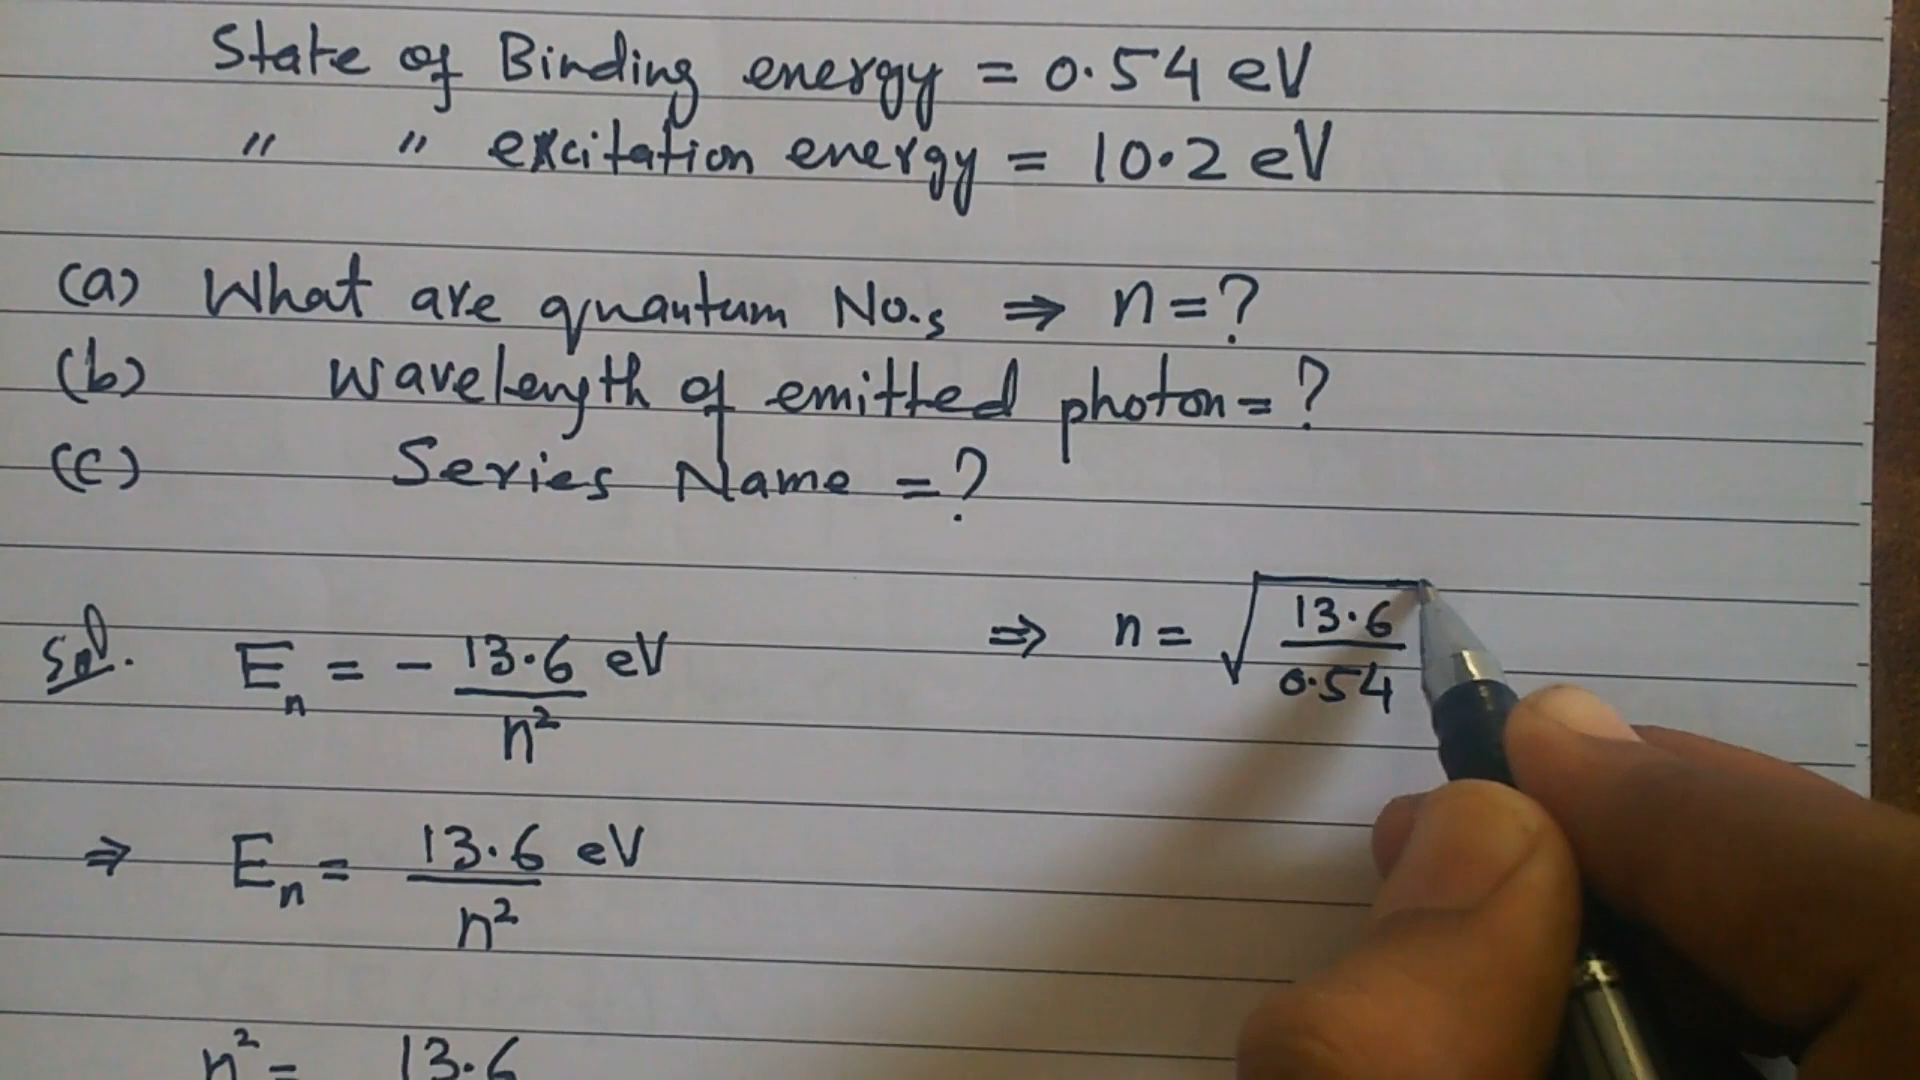 State of Binding energy = 0.54 eV
" " excitation energy = 10.2 eV
(a) What are quantum No.s ⇒ n = ?
(b) wavelength of emitted photon = ?
(c) Series Name = ?
Sol. Eₙ = - 13.6 eV / n²
⇒ Eₙ = 13.6 eV / n²
n² = 13.6
⇒ n = √(13.6 / 0.54)